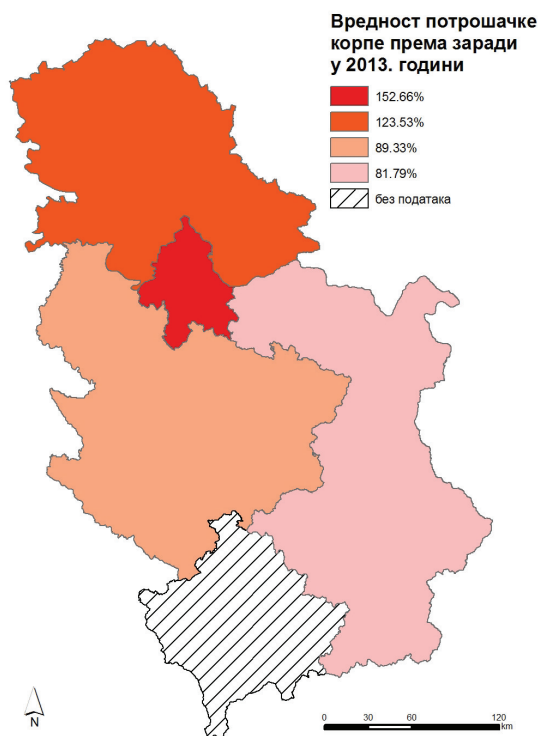 Вредност потрошачке
корпе према заради
у 2013. години
152.66%
123.53%
89.33%
81.79%
без података
N
0 30 60 120
km